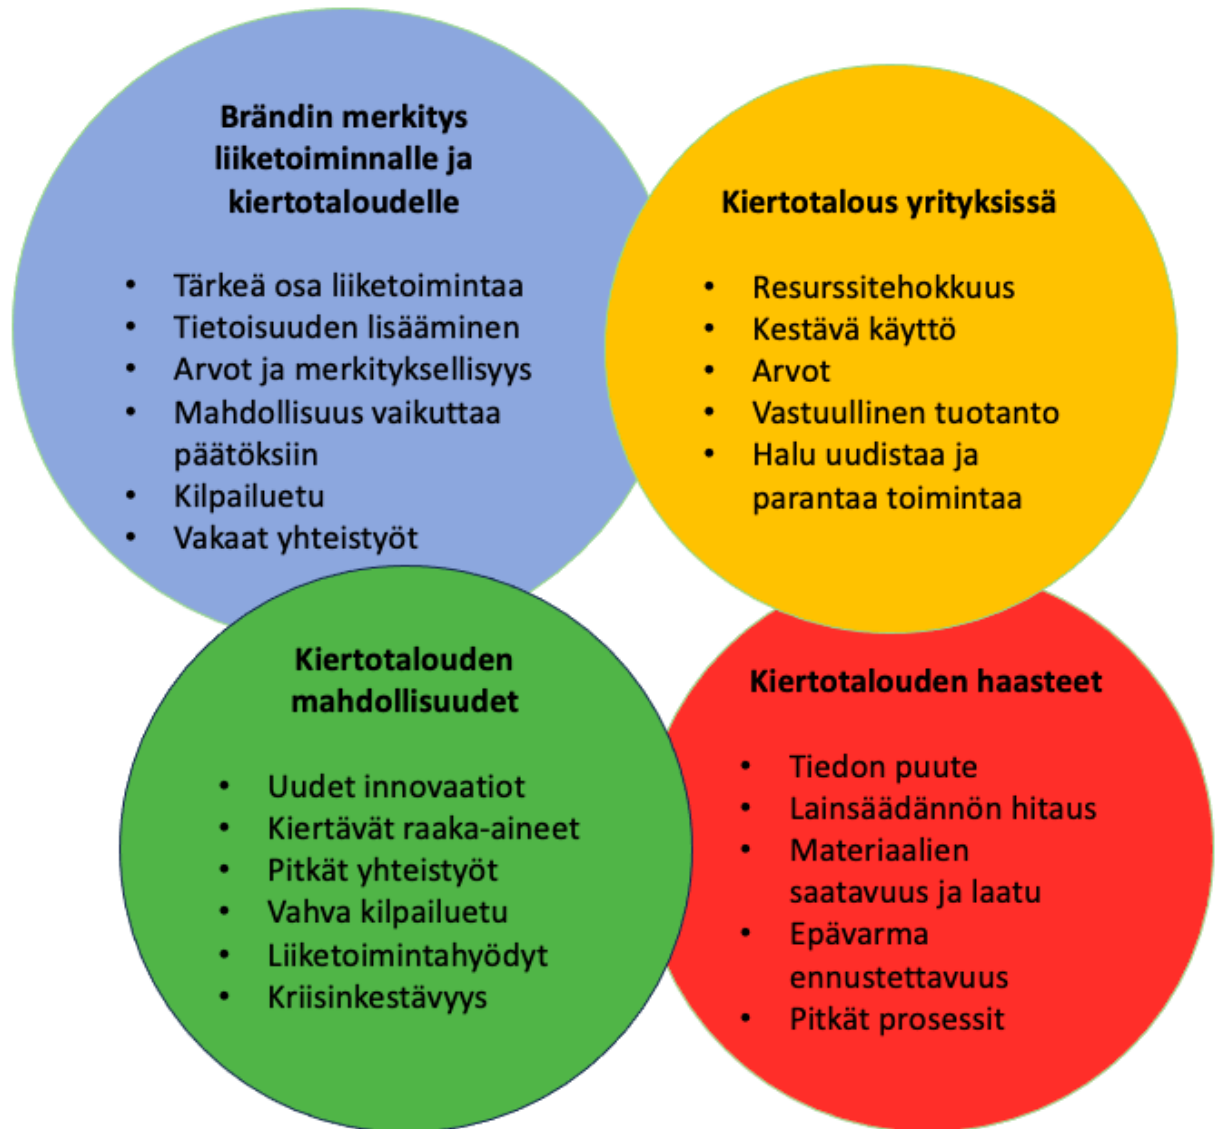 Brändin merkitys
liiketoiminnalle ja
kiertotaloudelle
• Tärkeä osa liiketoimintaa
• Tietoisuuden lisääminen
• Arvot ja merkityksellisyys
• Mahdollisuus vaikuttaa
päätöksiin
• Kilpailuetu
• Vakaat yhteistyöt
Kiertotalous yrityksissä
• Resurssitehokkuus
• Kestävä käyttö
• Arvot
• Vastuullinen tuotanto
• Halu uudistaa ja
parantaa toimintaa
Kiertotalouden
mahdollisuudet
• Uudet innovaatiot
• Kiertävät raaka-aineet
• Pitkät yhteistyöt
• Vahva kilpailuetu
• Liiketoimintahyödyt
• Kriisinkestävyys
Kiertotalouden haasteet
• Tiedon puute
• Lainsäädännön hitaus
• Materiaalien
saatavuus ja laatu
• Epävarma
ennustettavuus
• Pitkät prosessit